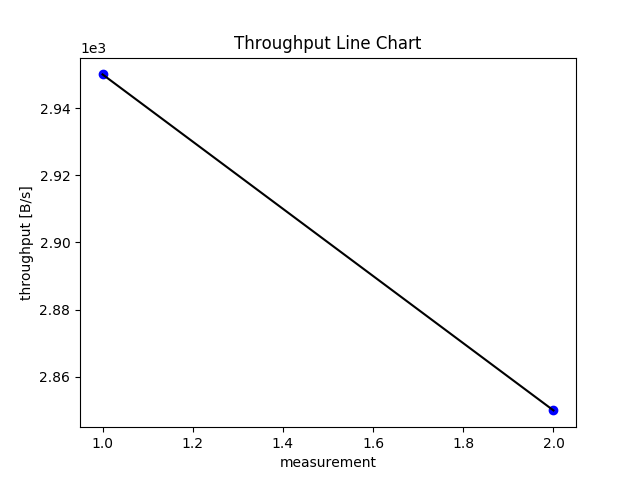 Throughput Line Chart
1e3
2.94
2.92
2.90
2.88
2.86
throughput [B/s]
1.0 1.2 1.4 1.6 1.8 2.0
measurement